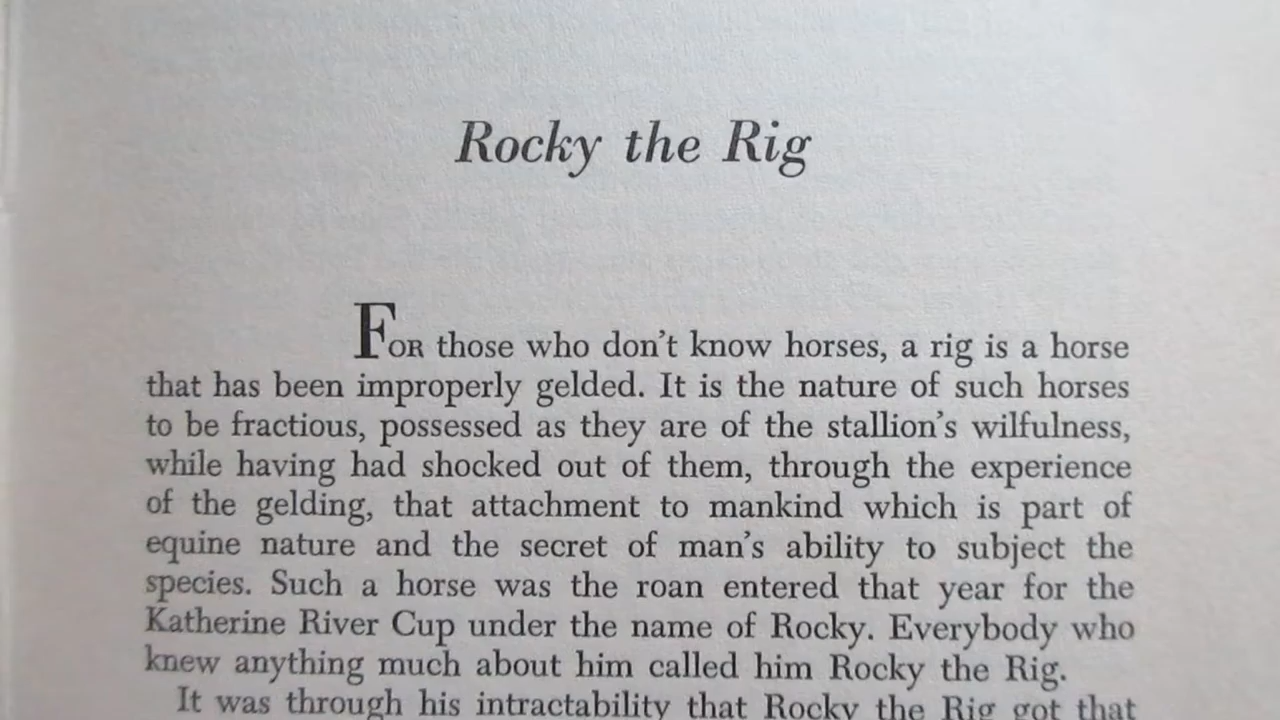 Rocky the Rig
FOR those who don't know horses, a rig is a horse
that has been improperly gelded. It is the nature of such horses
to be fractious, possessed as they are of the stallion's wilfulness,
while having had shocked out of them, through the experience
of the gelding, that attachment to mankind which is part of
equine nature and the secret of man's ability to subject the
species. Such a horse was the roan entered that year for the
Katherine River Cup under the name of Rocky. Everybody who
knew anything much about him called him Rocky the Rig.
It was through his intractability that Rocky the Rig got that